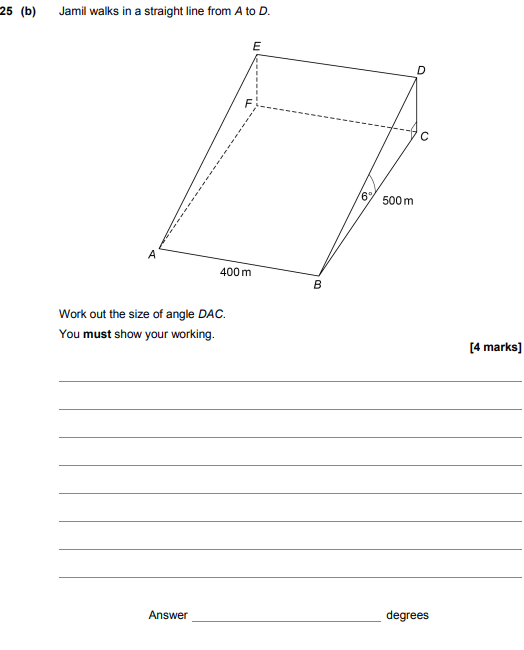 25 (b) Jamil walks in a straight line from A to D.
E
D
F
C
6°
500 m
A
400 m
B
Work out the size of angle DAC.
You must show your working.
[4 marks]
Answer degrees